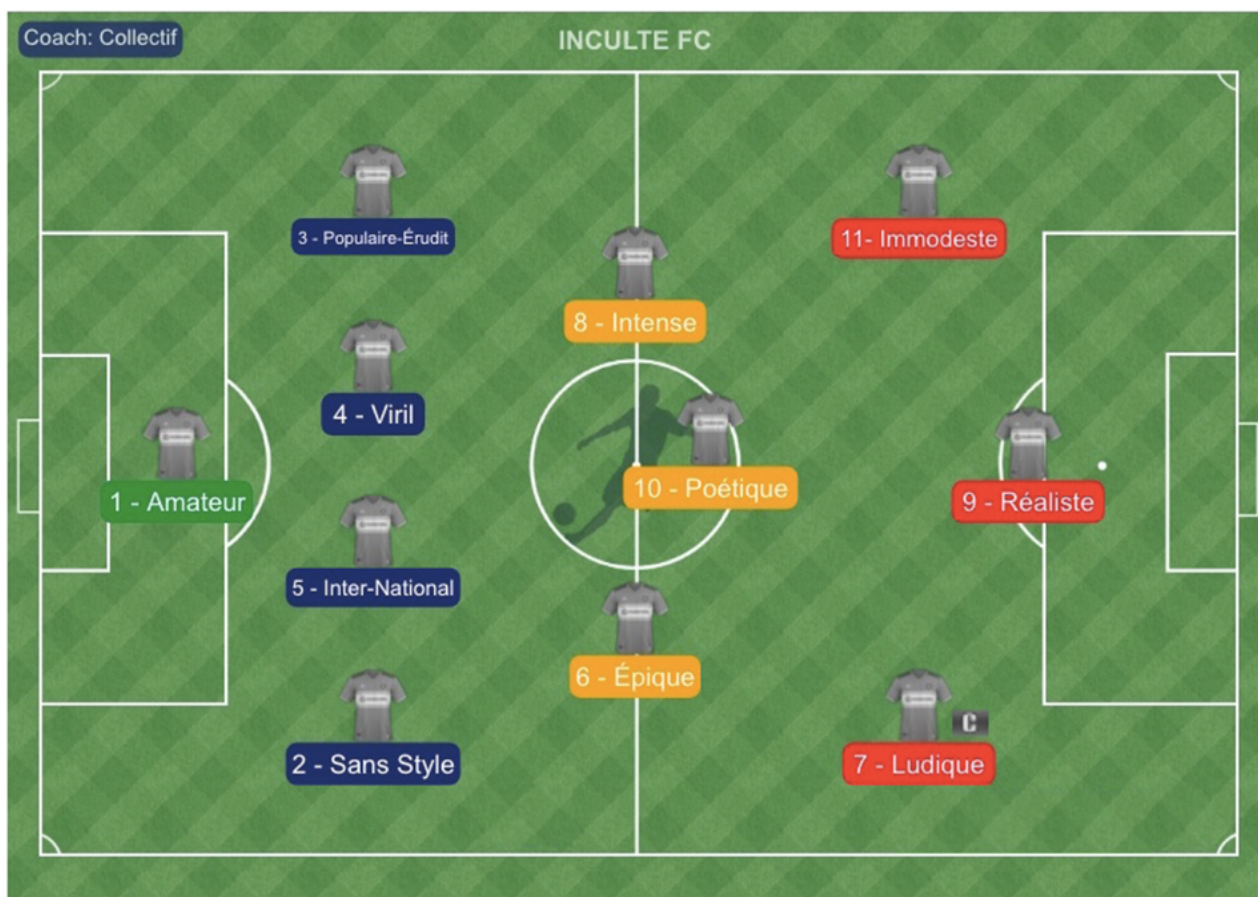 Coach: Collectif
INCULTE FC
3 - Populaire-Érudit
11- Immodeste
8 - Intense
4 - Viril
10 - Poétique
1 - Amateur
9 - Réaliste
5 - Inter-National
6 - Épique
C
2 - Sans Style
7 - Ludique